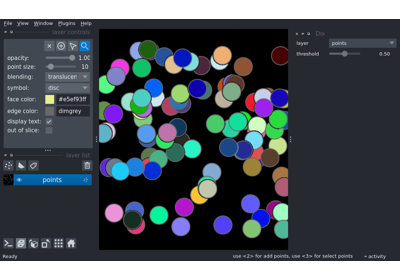 File View Window Plugins Help
layer controls
opacity: 1.00
point size: 10
blending: translucen
symbol: disc
face color: #e5ef93ff
edge color: dimgrey
display text:
out of slice:
layer list
points
Do
layer points
threshold 0.50
Ready
use <2> for add points, use <3> for select points
activity